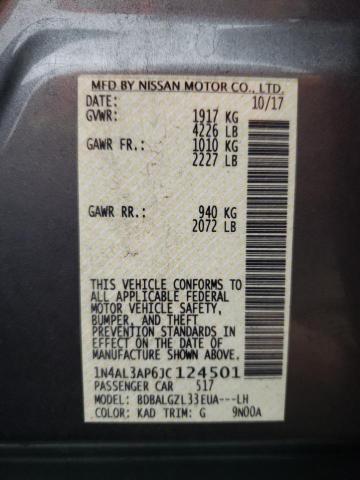 MFD BY NISSAN MOTOR CO., LTD.
DATE: 10/17
GVWR: 1917 KG
4226 LB
GAWR FR.: 1010 KG
2227 LB
GAWR RR.: 940 KG
2072 LB
THIS VEHICLE CONFORMS TO
ALL APPLICABLE FEDERAL
MOTOR VEHICLE SAFETY,
BUMPER, AND THEFT
PREVENTION STANDARDS IN
EFFECT ON THE DATE OF
MANUFACTURE SHOWN ABOVE.
1N4AL3AP6JC124501
PASSENGER CAR 517
MODEL: BDBALGZL33EUA---LH
COLOR: KAD TRIM: G 9N00A